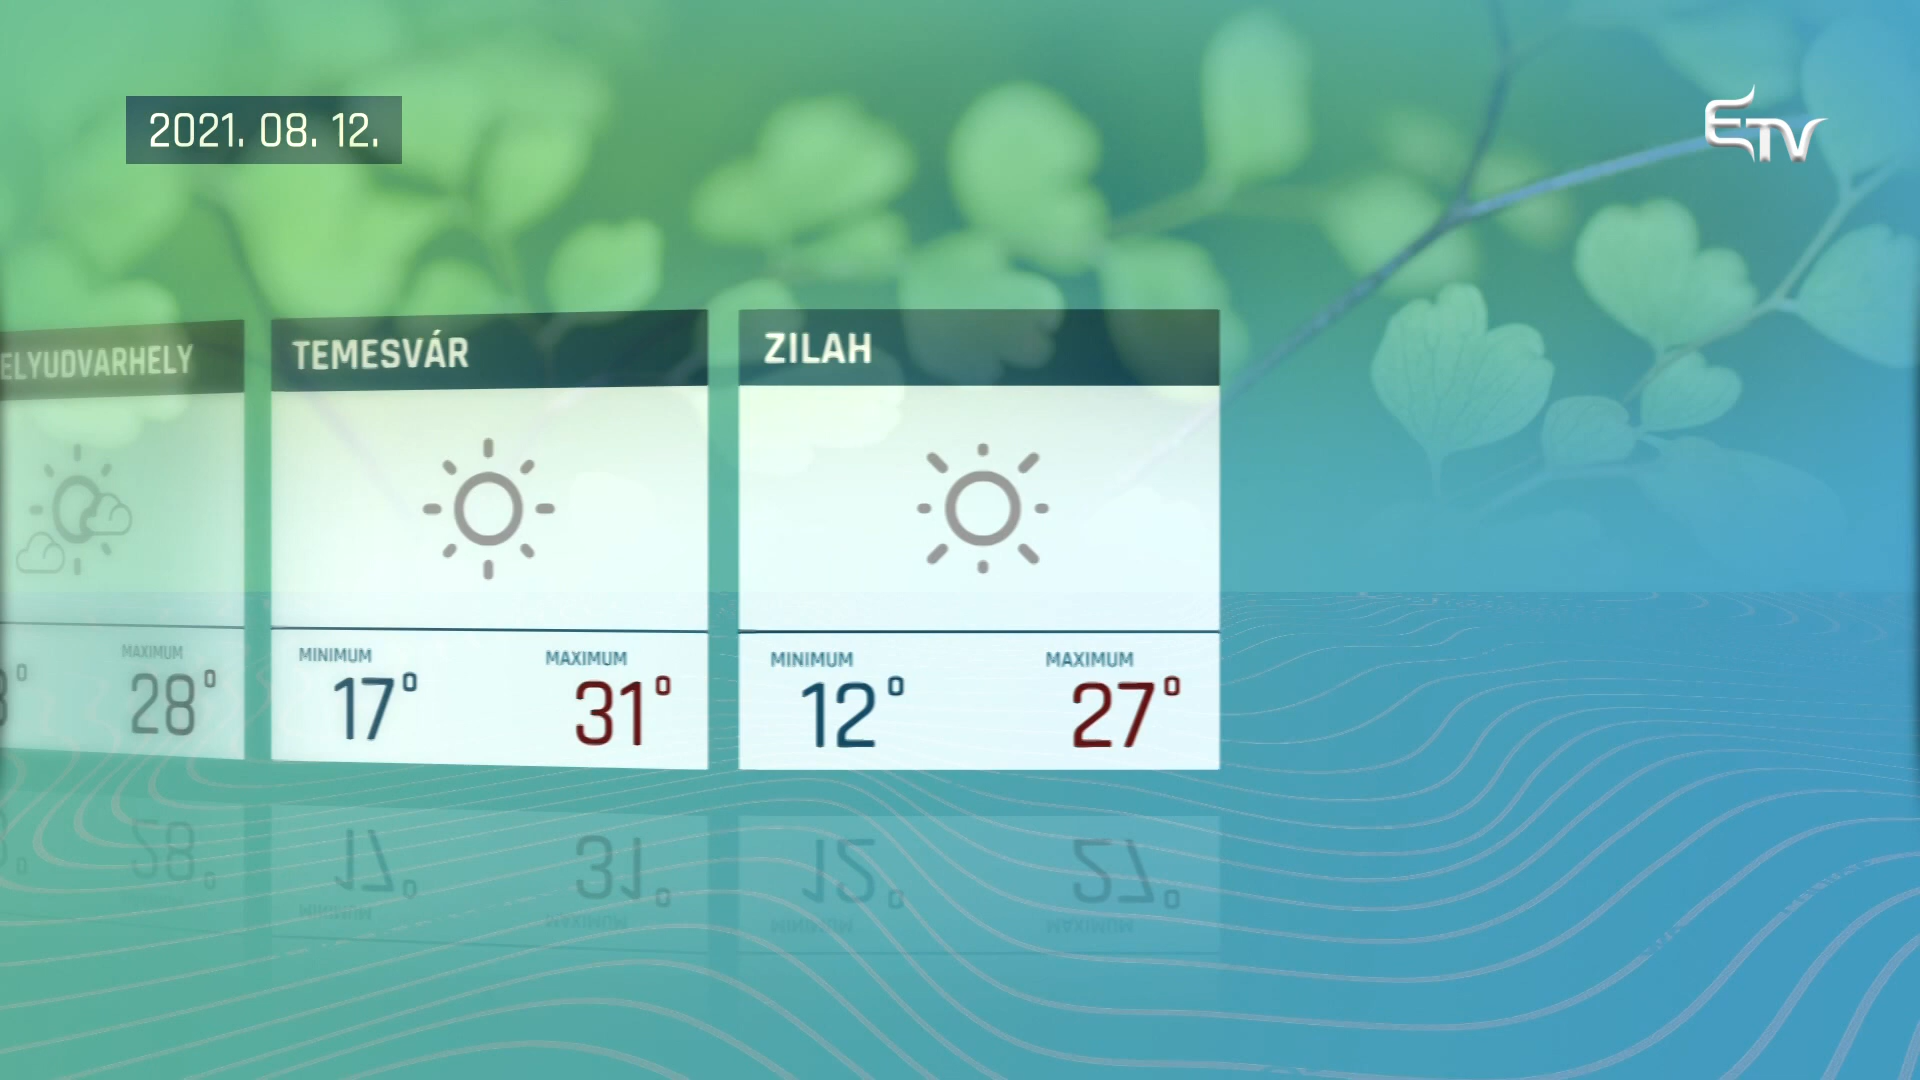 2021. 08. 12.
ETV
ELYUDVARHELY
MAXIMUM
28°
TEMESVÁR
MINIMUM
17°
MAXIMUM
31°
ZILAH
MINIMUM
12°
MAXIMUM
27°